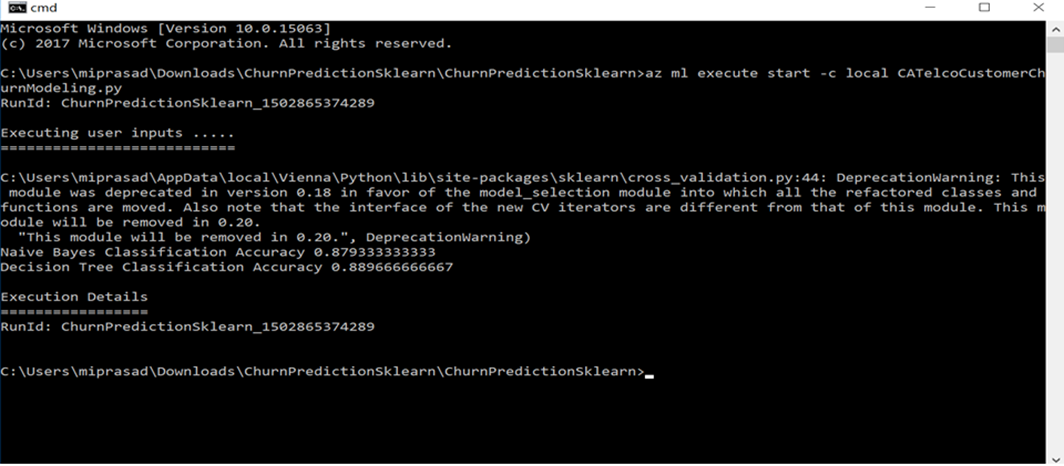 cmd
Microsoft Windows [Version 10.0.15063]
(c) 2017 Microsoft Corporation. All rights reserved.
C:\Users\miprasad\Downloads\ChurnPredictionSklearn\ChurnPredictionSklearn>az ml execute start -c local CATelcoCustomerCh
urnModeling.py
RunId: ChurnPredictionSklearn_1502865374289
Executing user inputs .....
===========================
C:\Users\miprasad\AppData\local\Vienna\Python\lib\site-packages\sklearn\cross_validation.py:44: DeprecationWarning: This
 module was deprecated in version 0.18 in favor of the model_selection module into which all the refactored classes and
functions are moved. Also note that the interface of the new CV iterators are different from that of this module. This m
odule will be removed in 0.20.
  "This module will be removed in 0.20.", DeprecationWarning)
Naive Bayes Classification Accuracy 0.879333333333
Decision Tree Classification Accuracy 0.889666666667
Execution Details
=================
RunId: ChurnPredictionSklearn_1502865374289
C:\Users\miprasad\Downloads\ChurnPredictionSklearn\ChurnPredictionSklearn>